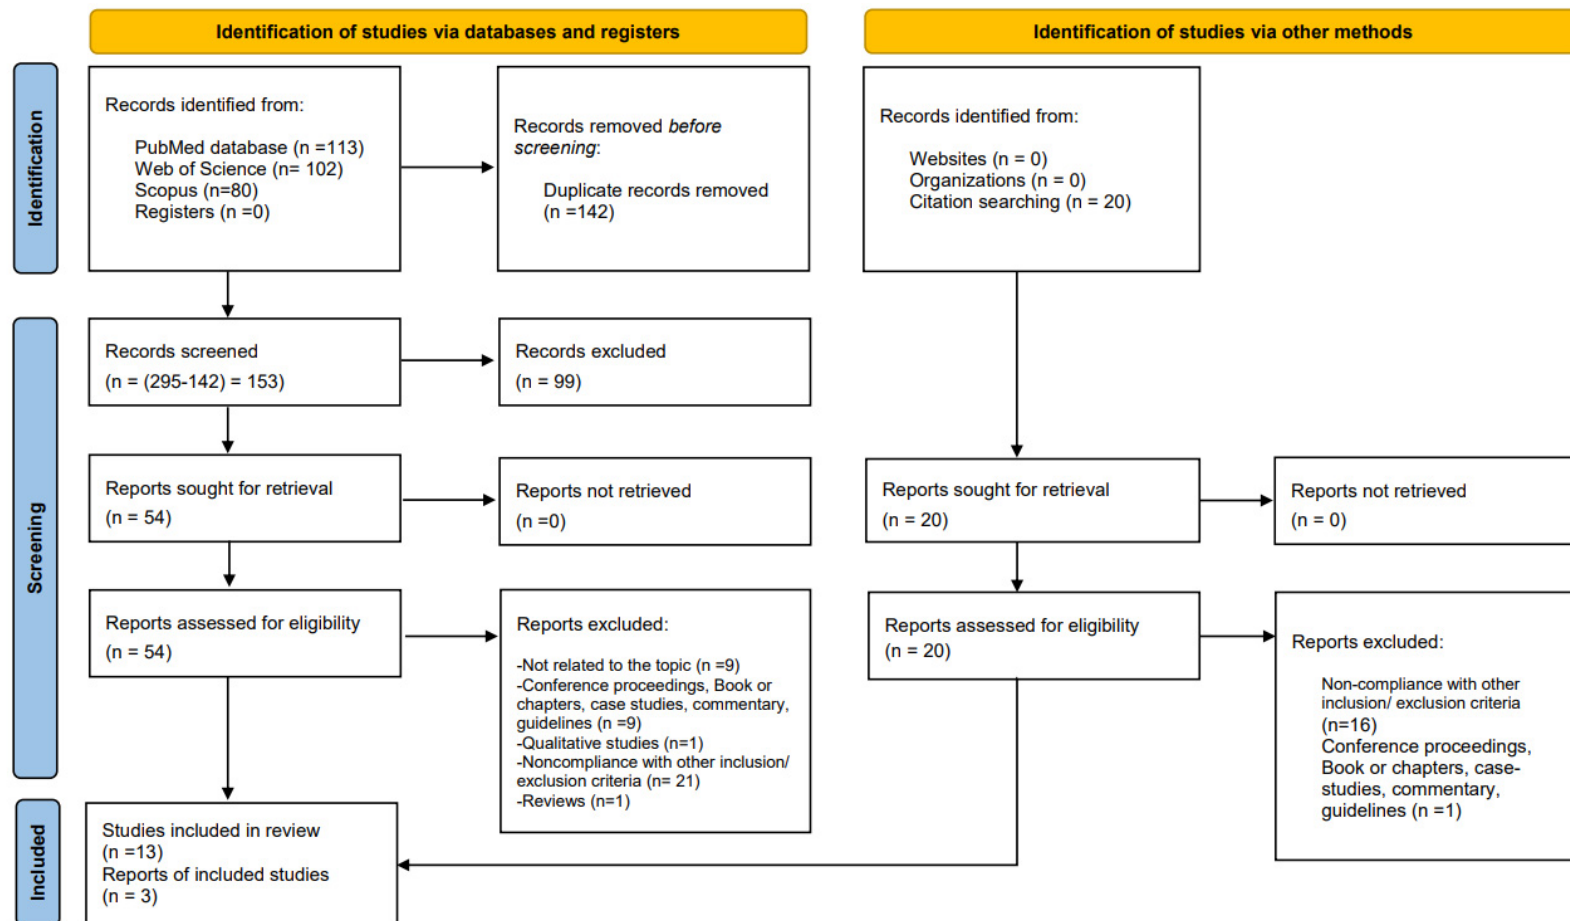 Identification of studies via databases and registers
Identification of studies via other methods
Identification
Records identified from:
PubMed database (n =113)
Web of Science (n= 102)
Scopus (n=80)
Registers (n =0)
Records removed before
screening:
Duplicate records removed
(n =142)
Records identified from:
Websites (n = 0)
Organizations (n = 0)
Citation searching (n = 20)
Screening
Records screened
(n = (295-142) = 153)
Records excluded
(n = 99)
Reports sought for retrieval
(n = 54)
Reports not retrieved
(n =0)
Reports sought for retrieval
(n = 20)
Reports not retrieved
(n = 0)
Reports assessed for eligibility
(n = 54)
Reports excluded:
-Not related to the topic (n =9)
-Conference proceedings, Book or
chapters, case studies, commentary,
guidelines (n =9)
-Qualitative studies (n=1)
-Noncompliance with other inclusion/
exclusion criteria (n= 21)
-Reviews (n=1)
Reports assessed for eligibility
(n = 20)
Reports excluded:
Non-compliance with other
inclusion/ exclusion criteria
(n=16)
Conference proceedings,
Book or chapters, case-
studies, commentary,
guidelines (n =1)
Included
Studies included in review
(n =13)
Reports of included studies
(n = 3)